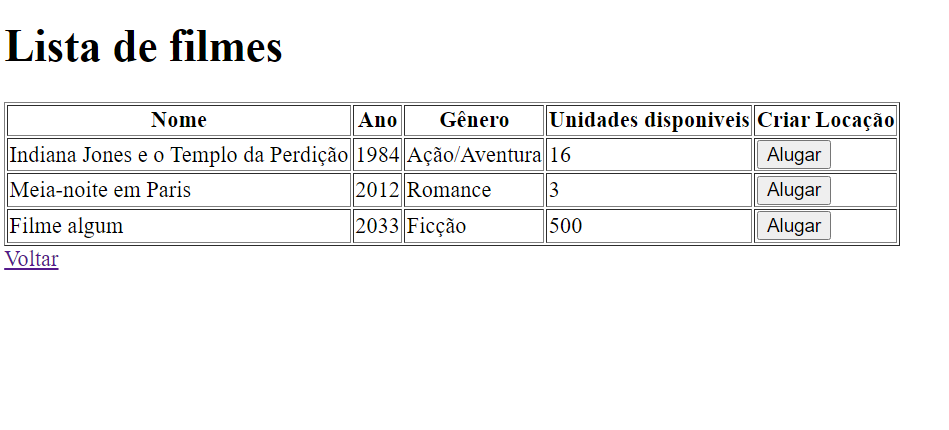 Lista de filmes
Nome Ano Gênero Unidades disponiveis Criar Locação
Indiana Jones e o Templo da Perdição 1984 Ação/Aventura 16 Alugar
Meia-noite em Paris 2012 Romance 3 Alugar
Filme algum 2033 Ficção 500 Alugar
Voltar